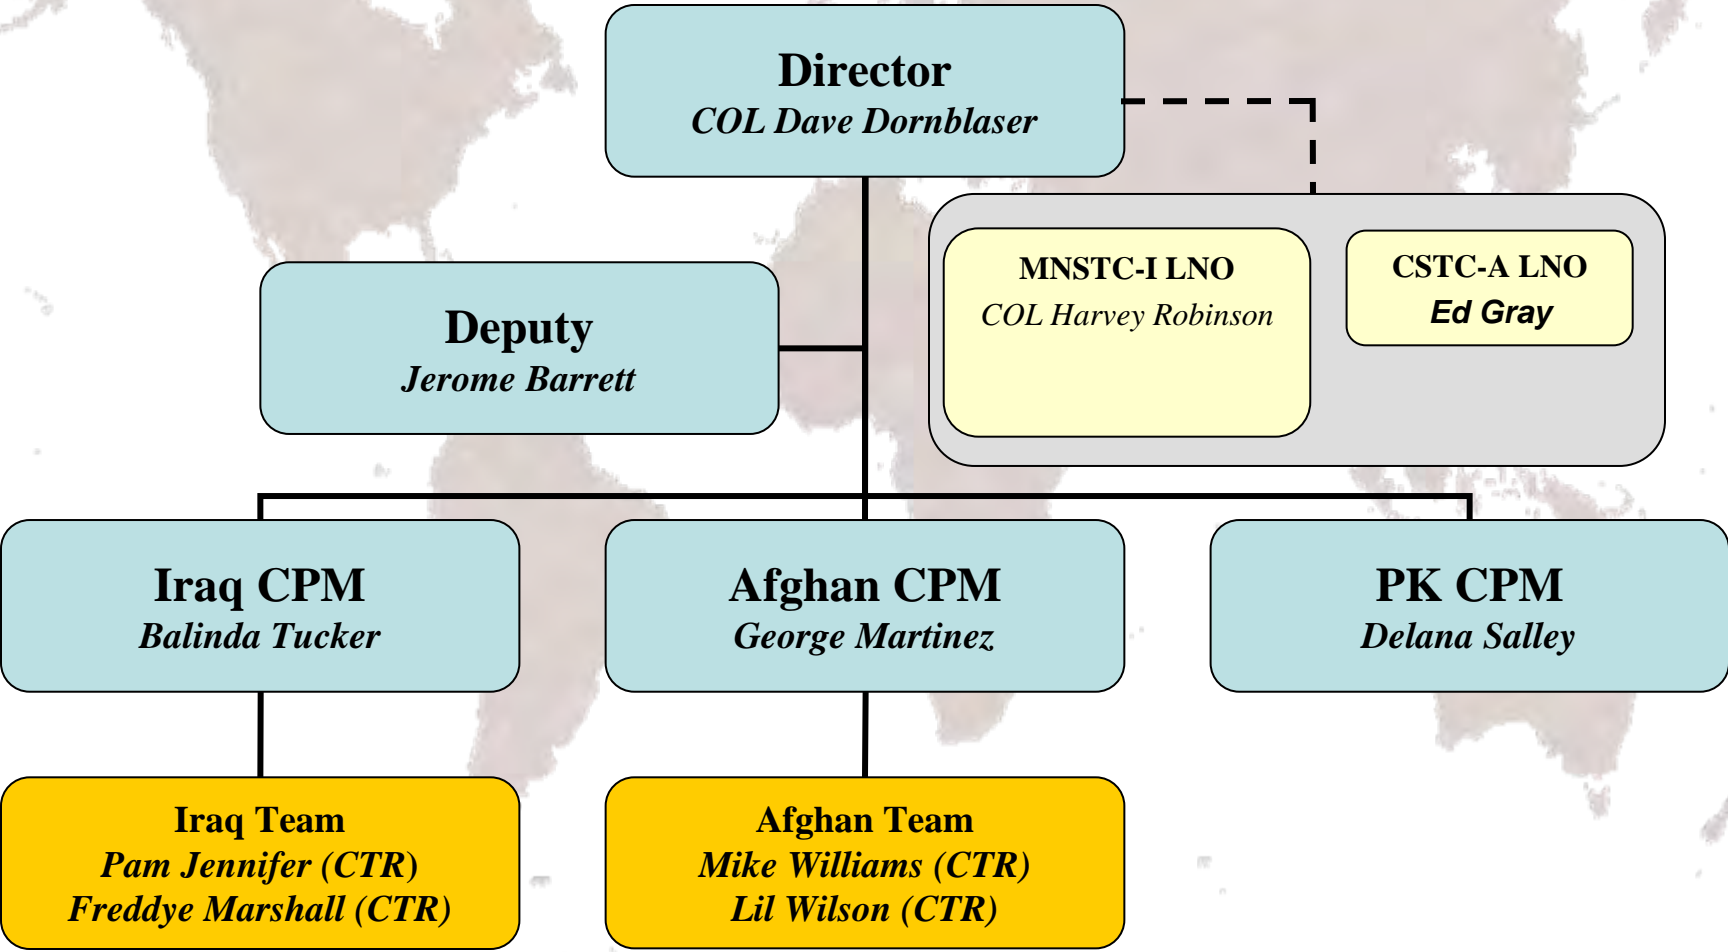 Director
COL Dave Dornblaser
MNSTC-I LNO
COL Harvey Robinson
CSTC-A LNO
Ed Gray
Deputy
Jerome Barrett
Iraq CPM
Balinda Tucker
Afghan CPM
George Martinez
PK CPM
Delana Salley
Iraq Team
Pam Jennifer (CTR)
Freddye Marshall (CTR)
Afghan Team
Mike Williams (CTR)
Lil Wilson (CTR)